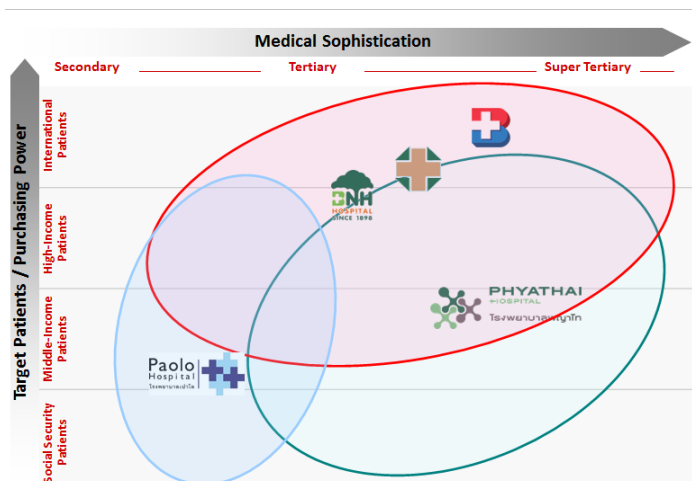 Medical Sophistication
Secondary
Tertiary
Super Tertiary
Target Patients / Purchasing Power
International
Patients
High-Income
Patients
Middle-Income
Patients
Social Security
Patients
B
BNH
HOSPITAL
SINCE 1898
PHYATHAI
HOSPITAL
โรงพยาบาลพญาไท
Paolo
Hospital
โรงพยาบาลเปาโล